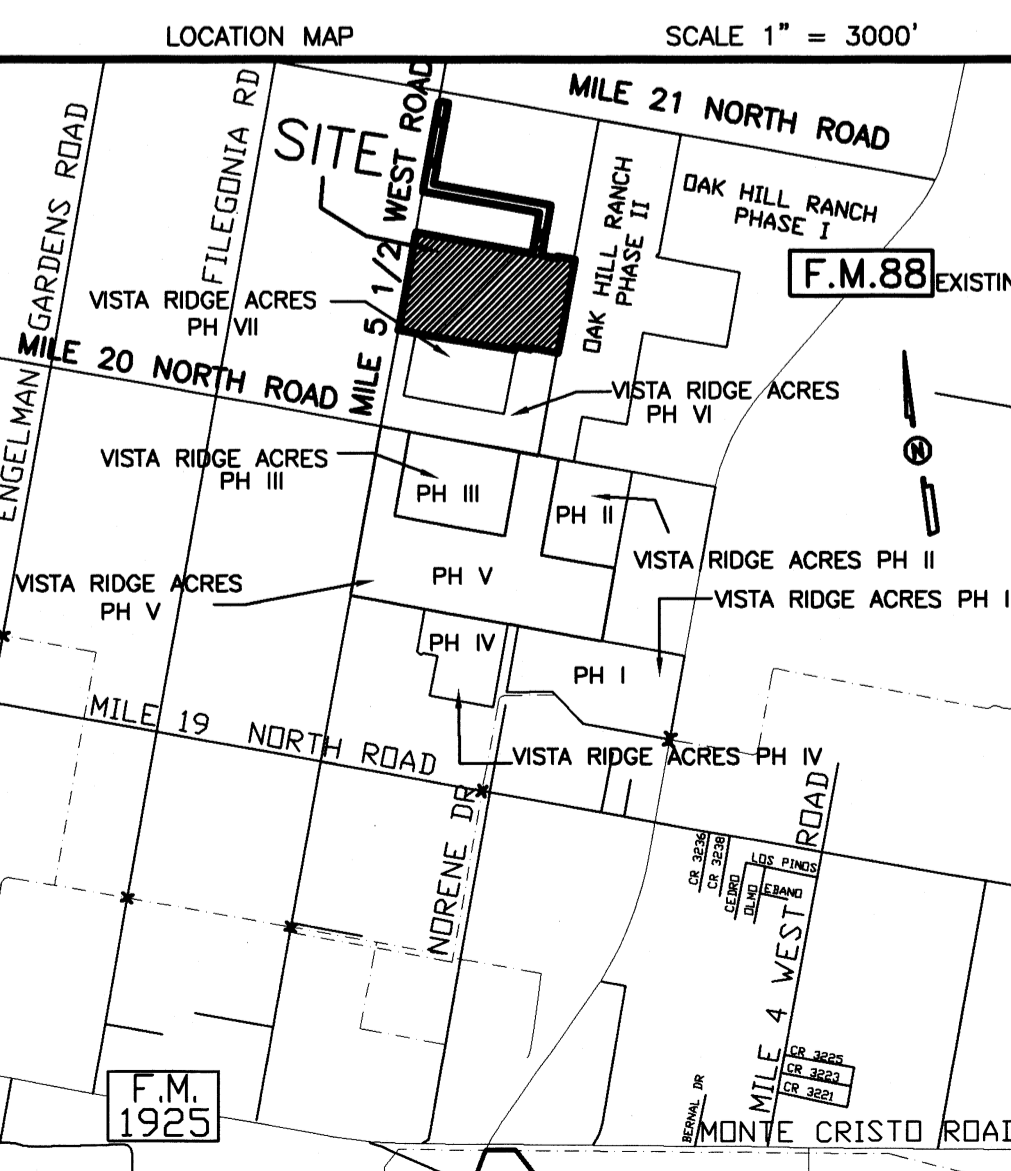 LOCATION MAP
SCALE 1" = 3000'
MILE 21 NORTH ROAD
SITE
MILE 5 1/2 WEST ROAD
FILEGONIA RD
ENGELMAN GARDENS ROAD
OAK HILL RANCH
PHASE II
OAK HILL RANCH
PHASE I
F.M.88
VISTA RIDGE ACRES
PH VII
MILE 20 NORTH ROAD
VISTA RIDGE ACRES
PH VI
N
VISTA RIDGE ACRES
PH III
PH III
PH II
VISTA RIDGE ACRES PH II
VISTA RIDGE ACRES
PH V
PH V
VISTA RIDGE ACRES PH I
PH IV
PH I
MILE 19 NORTH ROAD
VISTA RIDGE ACRES PH IV
NORENE DR
CR 3236
CR 3238
LOS PINOS
CEDRO
OLMO
EBANO
MILE 4 WEST ROAD
CR 3225
CR 3223
CR 3221
BERNAL DR
F.M.
1925
MONTE CRISTO ROAD